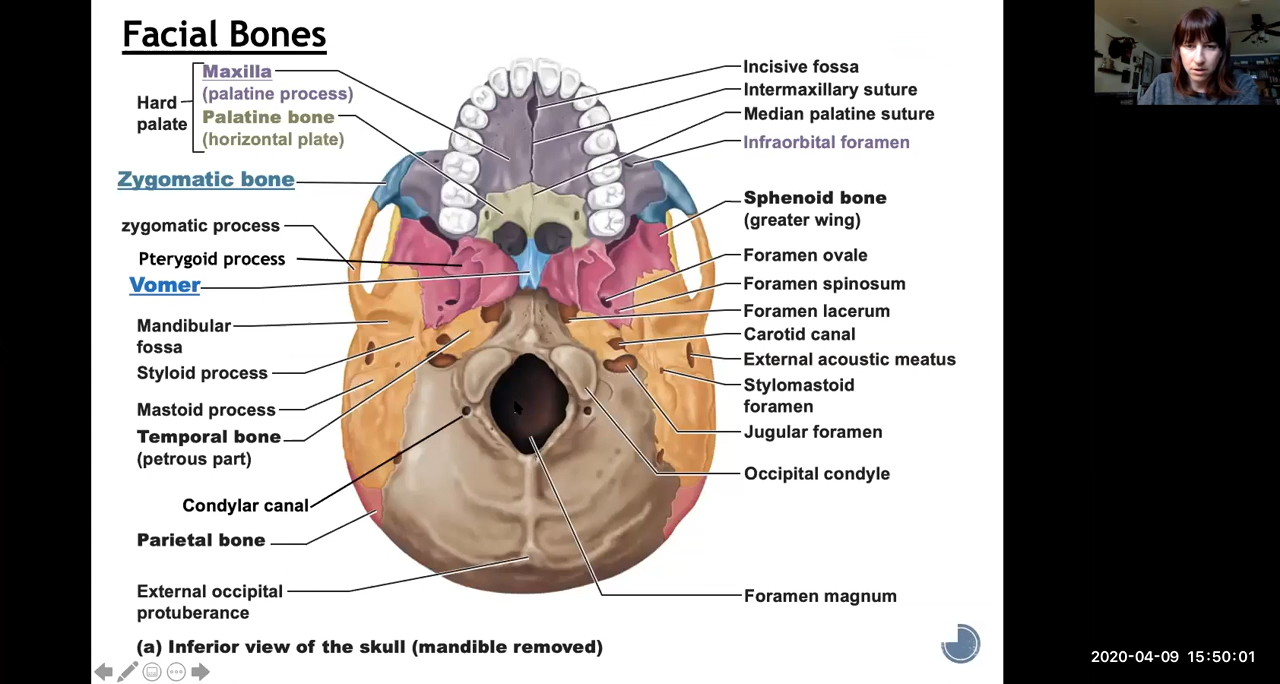 Facial Bones
Hard
palate
Maxilla
(palatine process)
Palatine bone
(horizontal plate)
Zygomatic bone
zygomatic process
Pterygoid process
Vomer
Mandibular
fossa
Styloid process
Mastoid process
Temporal bone
(petrous part)
Condylar canal
Parietal bone
External occipital
protuberance
Incisive fossa
Intermaxillary suture
Median palatine suture
Infraorbital foramen
Sphenoid bone
(greater wing)
Foramen ovale
Foramen spinosum
Foramen lacerum
Carotid canal
External acoustic meatus
Stylomastoid
foramen
Jugular foramen
Occipital condyle
Foramen magnum
(a) Inferior view of the skull (mandible removed)
2020-04-09 15:50:01